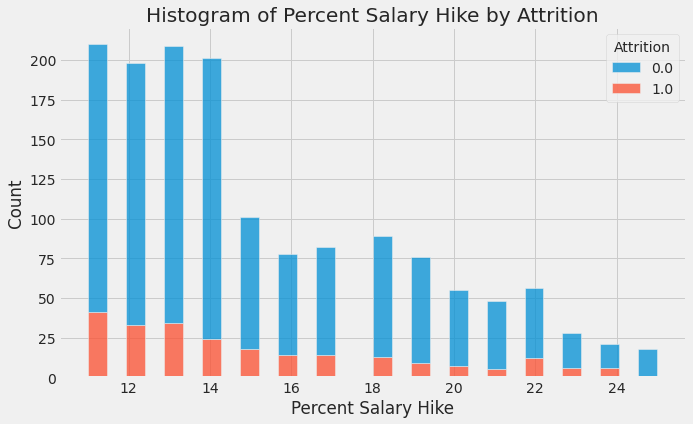 Histogram of Percent Salary Hike by Attrition
Attrition
0.0
1.0
200
175
150
125
100
75
50
25
0
Count
12 14 16 18 20 22 24
Percent Salary Hike